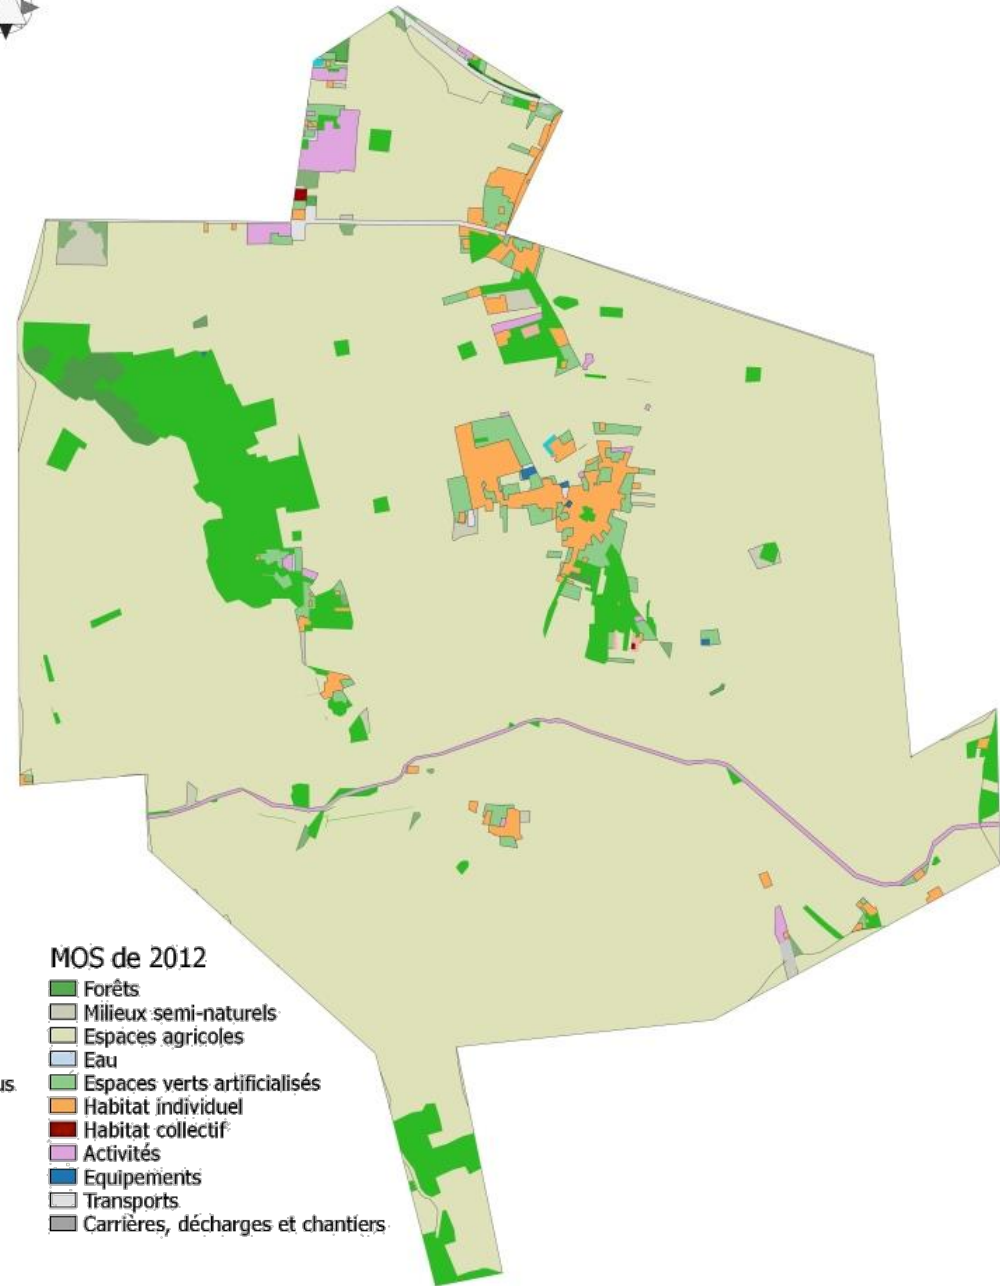 MOS de 2012
Forêts
Milieux semi-naturels
Espaces agricoles
Eau
us
Espaces verts artificialisés
Habitat individuel
Habitat collectif
Activités
Equipements
Transports
Carrières, décharges et chantiers